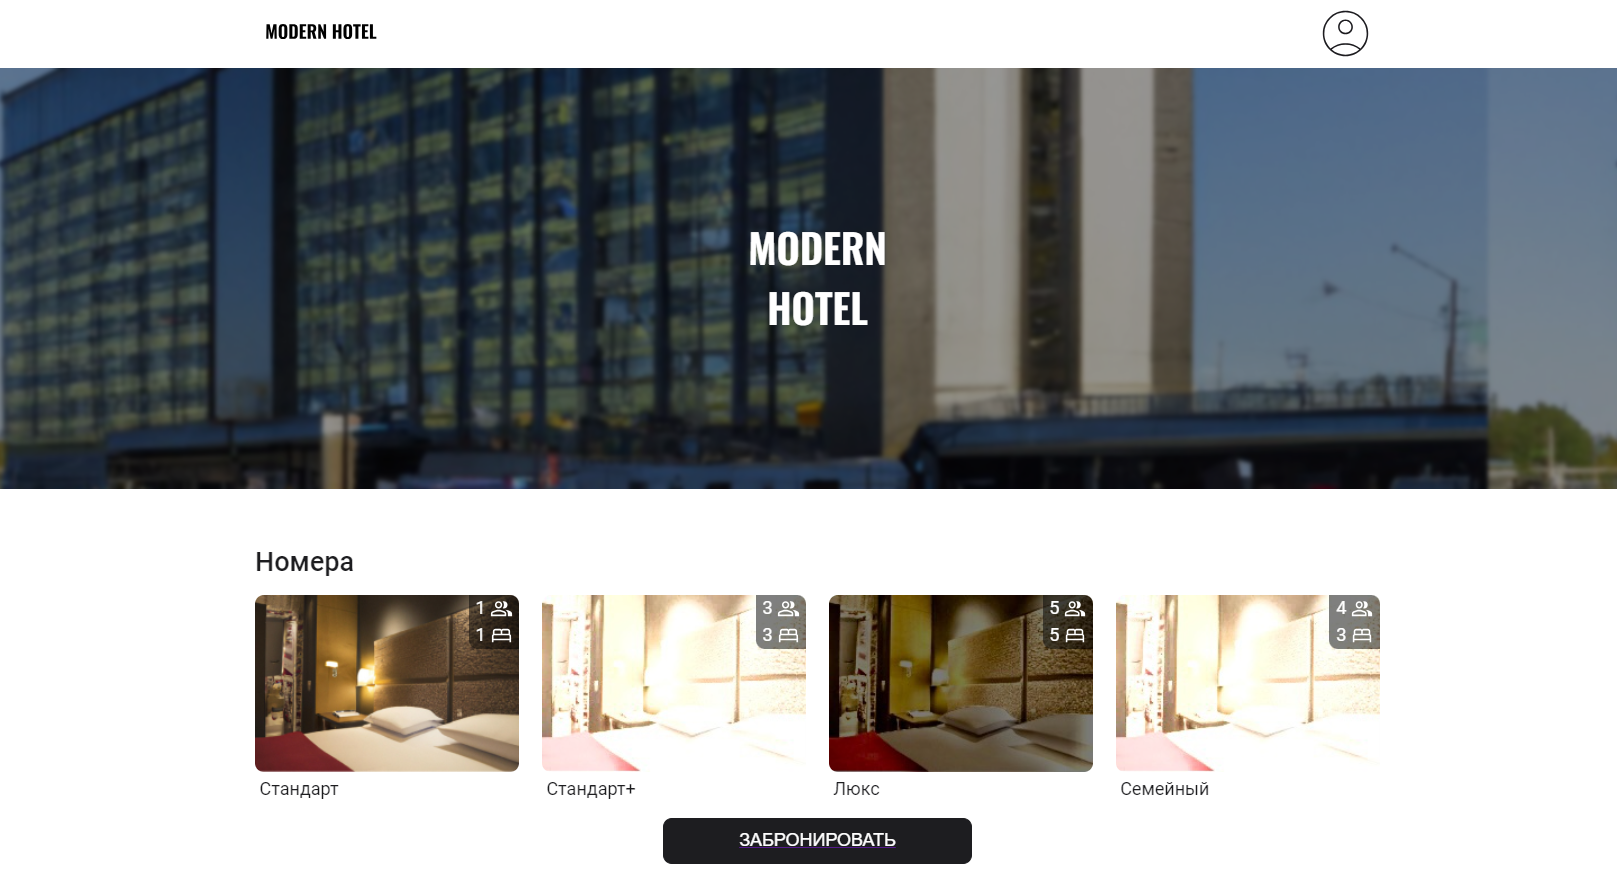 MODERN HOTEL
MODERN
HOTEL
Номера
1
1
3
3
5
5
4
3
Стандарт
Стандарт+
Люкс
Семейный
ЗАБРОНИРОВАТЬ